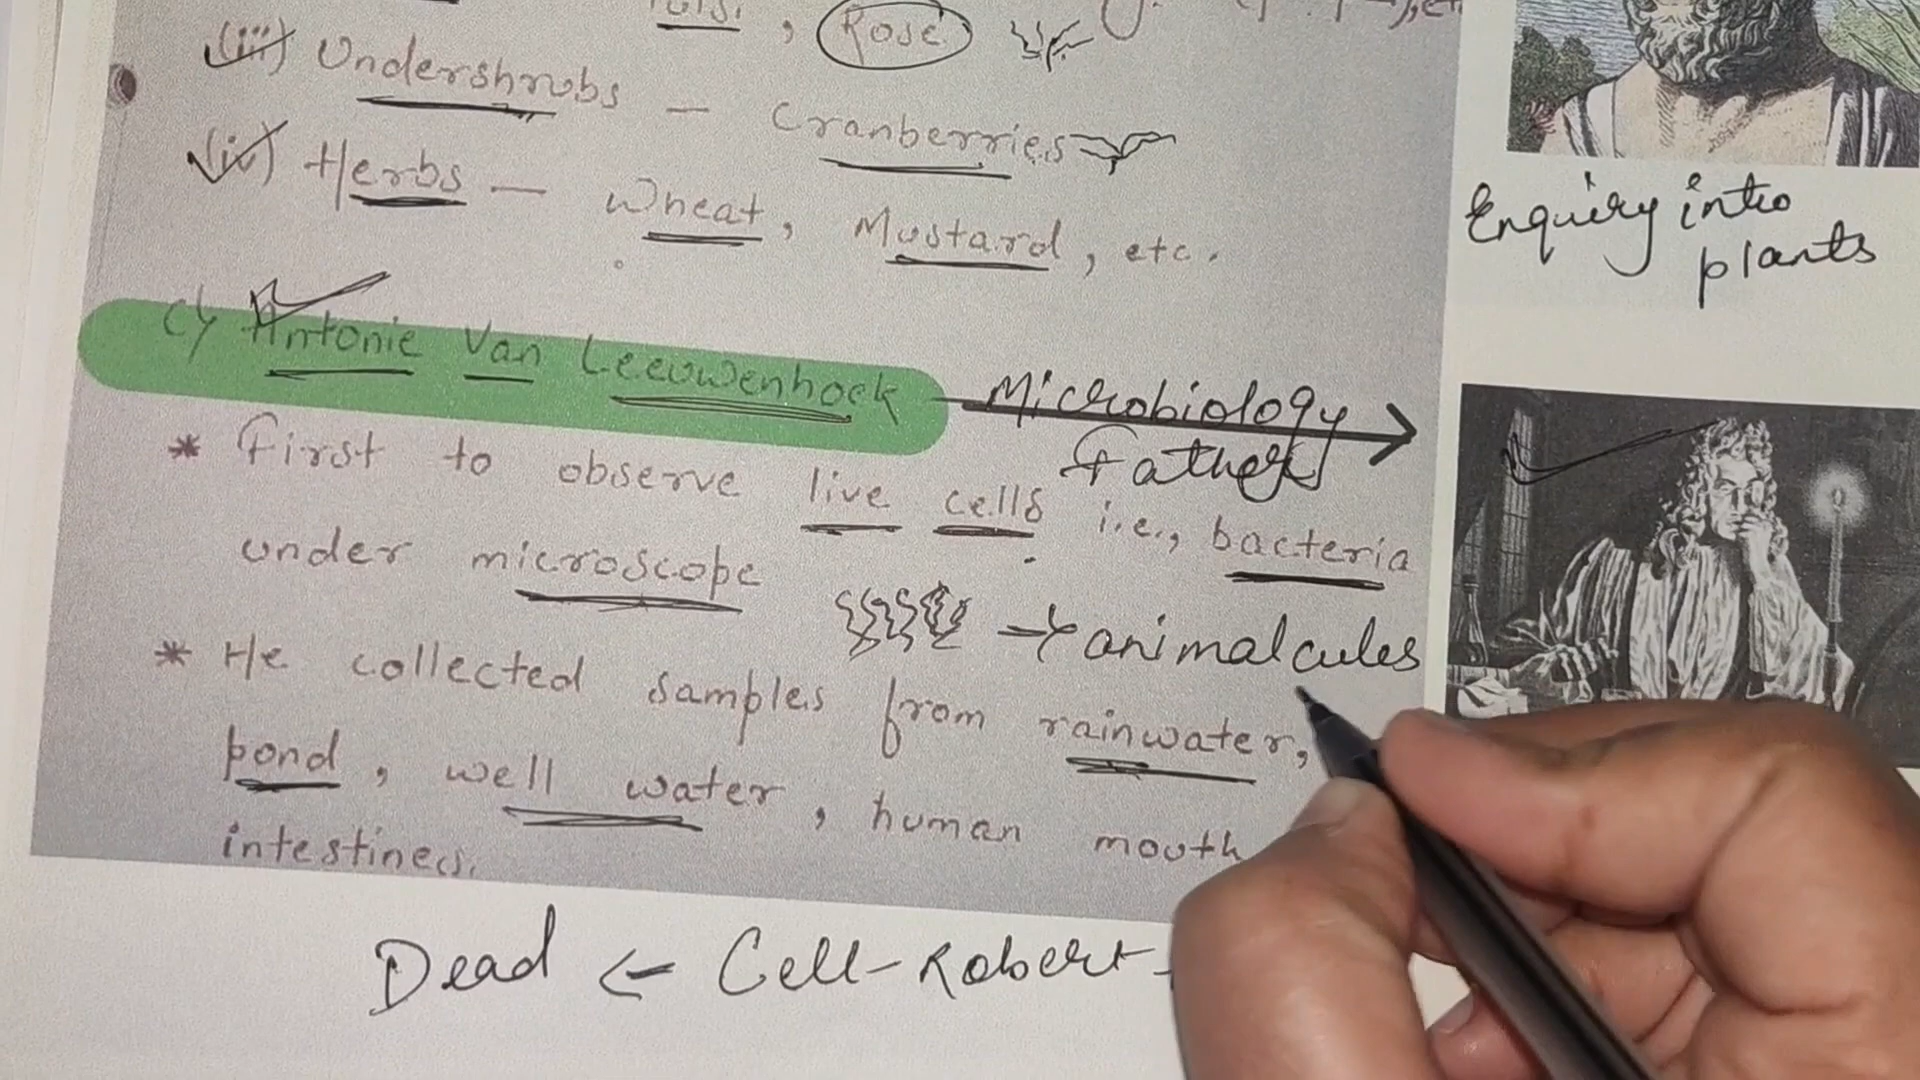 Rose
(iii) Undershrubs - Cranberries
(iv) Herbs - Wheat, Mustard, etc.
Enquiry into
plants
C) Antonie Van Leeuwenhoek
Microbiology
Father
* First to observe live cells i.e., bacteria
under microscope
→ animalcules
* He collected samples from rainwater,
pond, well water, human mouth
intestines.
Dead ← Cell-Robert-